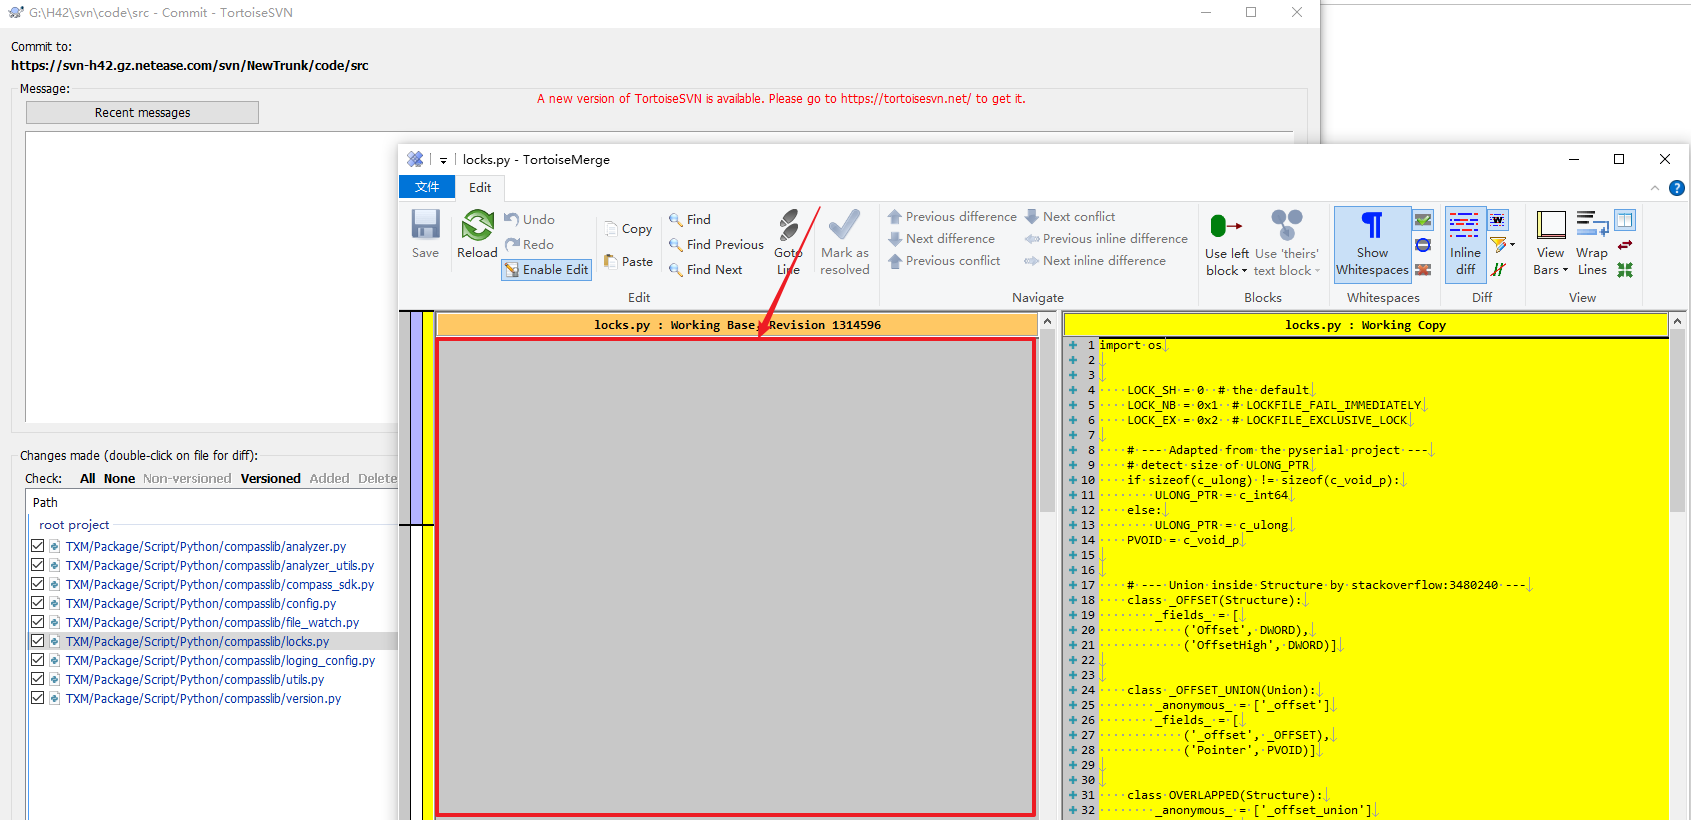 G:\H42\svn\code\src - Commit - TortoiseSVN
Commit to:
https://svn-h42.gz.netease.com/svn/NewTrunk/code/src
Message:
Recent messages
A new version of TortoiseSVN is available. Please go to https://tortoisesvn.net/ to get it.
Changes made (double-click on file for diff):
Check: All None Non-versioned Versioned Added Delete
Path
root project
TXM/Package/Script/Python/compasslib/analyzer.py
TXM/Package/Script/Python/compasslib/analyzer_utils.py
TXM/Package/Script/Python/compasslib/compass_sdk.py
TXM/Package/Script/Python/compasslib/config.py
TXM/Package/Script/Python/compasslib/file_watch.py
TXM/Package/Script/Python/compasslib/locks.py
TXM/Package/Script/Python/compasslib/loging_config.py
TXM/Package/Script/Python/compasslib/utils.py
TXM/Package/Script/Python/compasslib/version.py
locks.py - TortoiseMerge
文件 Edit
Save
Reload
Undo
Redo
Enable Edit
Copy
Paste
Find
Find Previous
Find Next
Goto
Line
Mark as
resolved
Edit
Previous difference
Next difference
Previous conflict
Next conflict
Previous inline difference
Next inline difference
Navigate
Use left
block
Use 'theirs'
text block
Blocks
Show
Whitespaces
Whitespaces
Inline
diff
Diff
View
Bars
Wrap
Lines
View
locks.py : Working Base, Revision 1314596
locks.py : Working Copy
1 import os
2
3
4 LOCK_SH = 0 # the default
5 LOCK_NB = 0x1 # LOCKFILE_FAIL_IMMEDIATELY
6 LOCK_EX = 0x2 # LOCKFILE_EXCLUSIVE_LOCK
7
8 # --- Adapted from the pyserial project ---
9 # detect size of ULONG_PTR
10 if sizeof(c_ulong) != sizeof(c_void_p):
11 ULONG_PTR = c_int64
12 else:
13 ULONG_PTR = c_ulong
14 PVOID = c_void_p
15
16
17 # --- Union inside Structure by stackoverflow:3480240 ---
18 class _OFFSET(Structure):
19 _fields_ = [
20 ('Offset', DWORD),
21 ('OffsetHigh', DWORD)]
22
23
24 class _OFFSET_UNION(Union):
25 _anonymous_ = ['_offset']
26 _fields_ = [
27 ('_offset', _OFFSET),
28 ('Pointer', PVOID)]
29
30
31 class OVERLAPPED(Structure):
32 _anonymous_ = ['_offset_union']